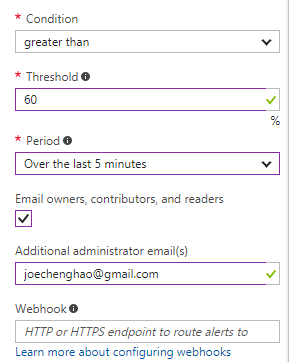 * Condition
greater than
* Threshold
60
%
* Period
Over the last 5 minutes
Email owners, contributors, and readers
Additional administrator email(s)
joechenghao@gmail.com
Webhook
HTTP or HTTPS endpoint to route alerts to
Learn more about configuring webhooks